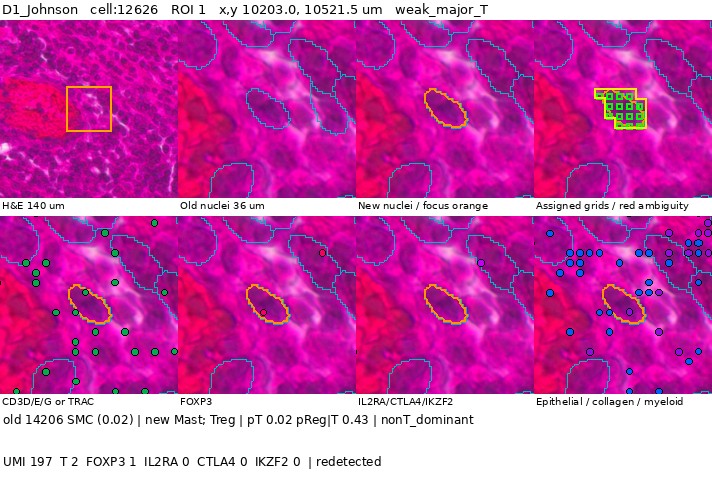 D1_Johnson cell:12626 ROI 1 x,y 10203.0, 10521.5 um weak_major_T
H&E 140 um
Old nuclei 36 um
New nuclei / focus orange
Assigned grids / red ambiguity
CD3D/E/G or TRAC
FOXP3
IL2RA/CTLA4/IKZF2
Epithelial / collagen / myeloid
old 14206 SMC (0.02) | new Mast; Treg | pT 0.02 pReg|T 0.43 | nonT_dominant
UMI 197 T 2 FOXP3 1 IL2RA 0 CTLA4 0 IKZF2 0 | redetected